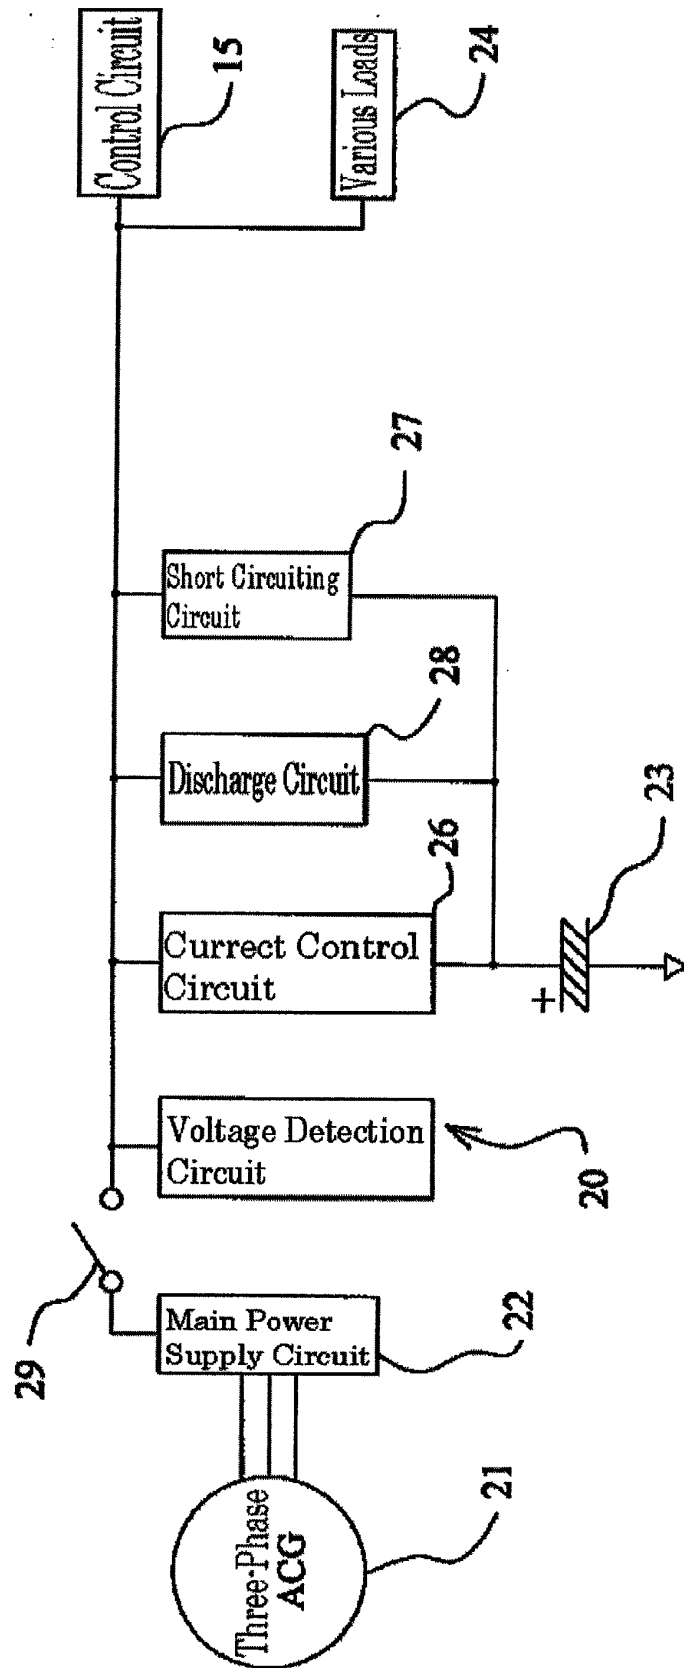 Control Circuit
15
Various Loads
24
Short Circuiting
Circuit
27
Discharge Circuit
28
Currect Control
Circuit
26
+
23
Voltage Detection
Circuit
20
29
Main Power
Supply Circuit
22
Three-Phase
ACG
21